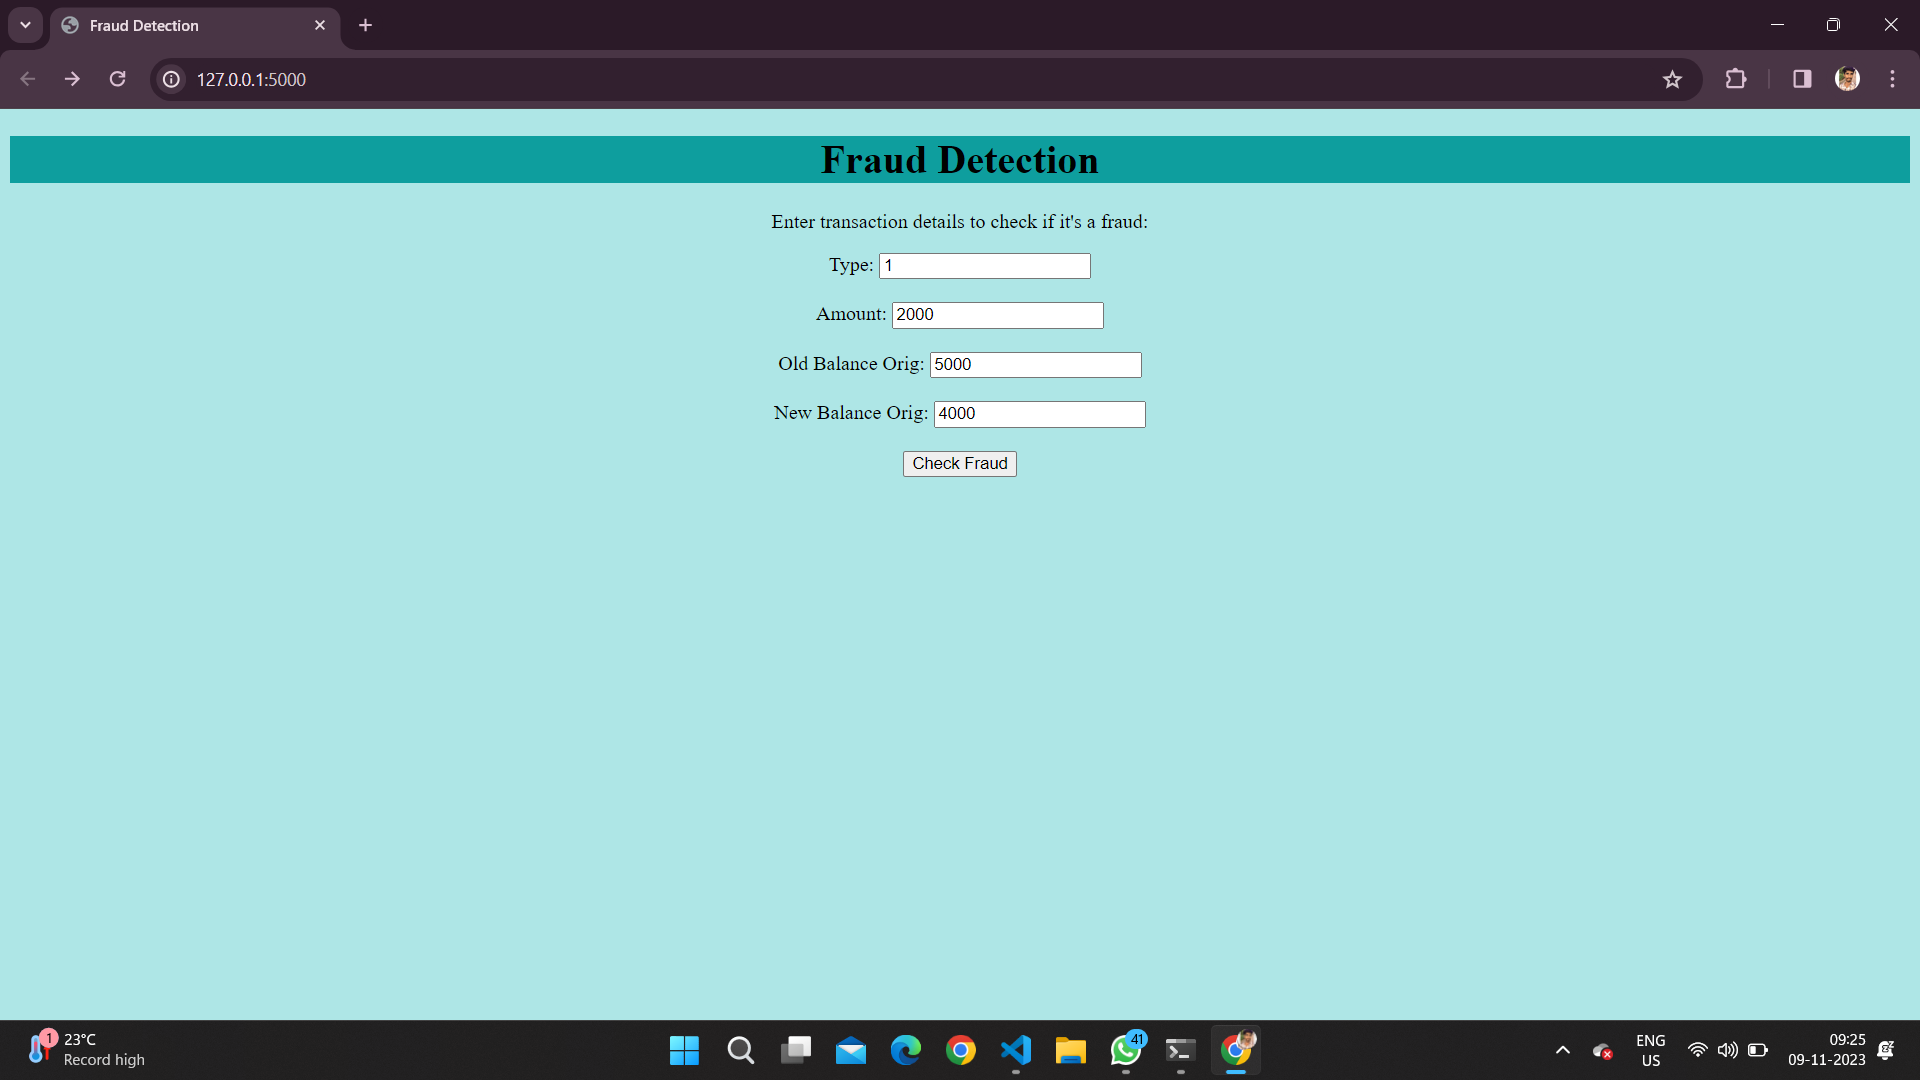 Fraud Detection
127.0.0.1:5000
Fraud Detection
Enter transaction details to check if it's a fraud:
Type: 1
Amount: 2000
Old Balance Orig: 5000
New Balance Orig: 4000
Check Fraud
1
23°C
Record high
41
ENG
US
09:25
09-11-2023